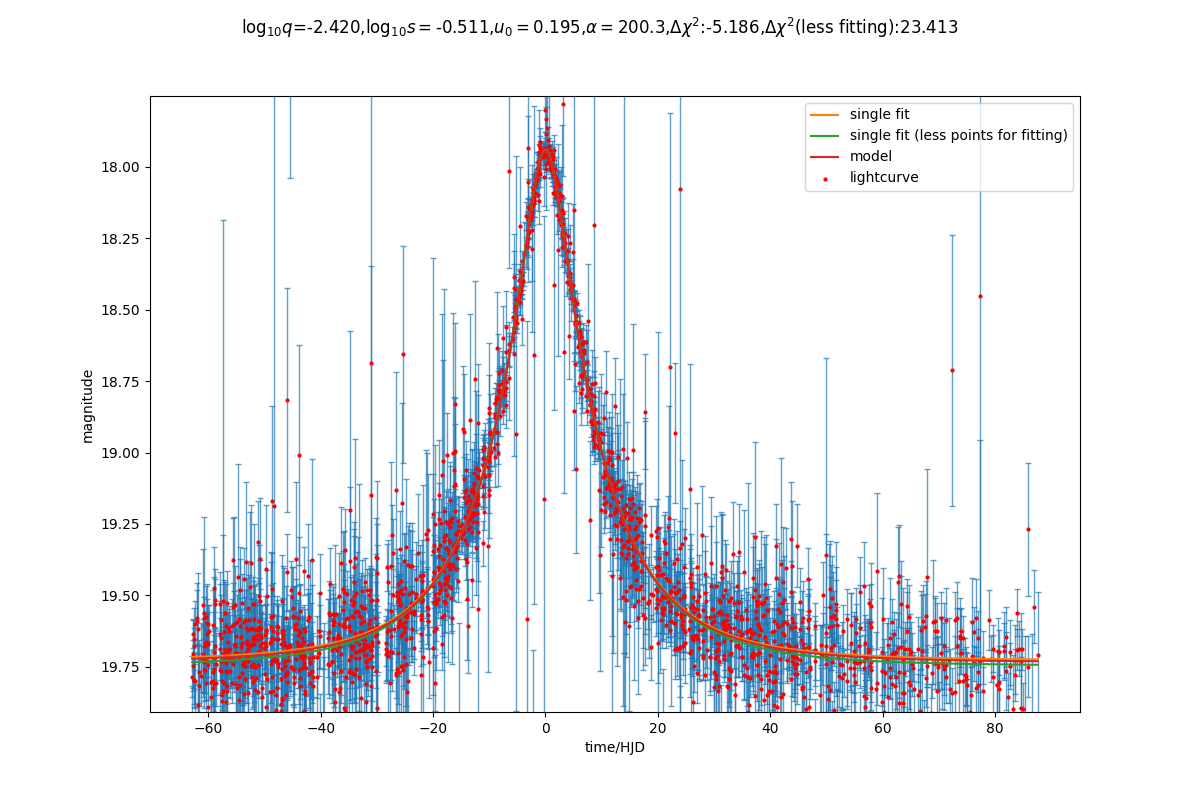 log₁₀q=-2.420,log₁₀s = -0.511,u₀ = 0.195,α = 200.3,Δχ²:-5.186,Δχ²(less fitting):23.413
single fit
single fit (less points for fitting)
model
lightcurve
18.00
18.25
18.50
18.75
19.00
19.25
19.50
19.75
magnitude
−60
−40
−20
0
20
40
60
80
time/HJD